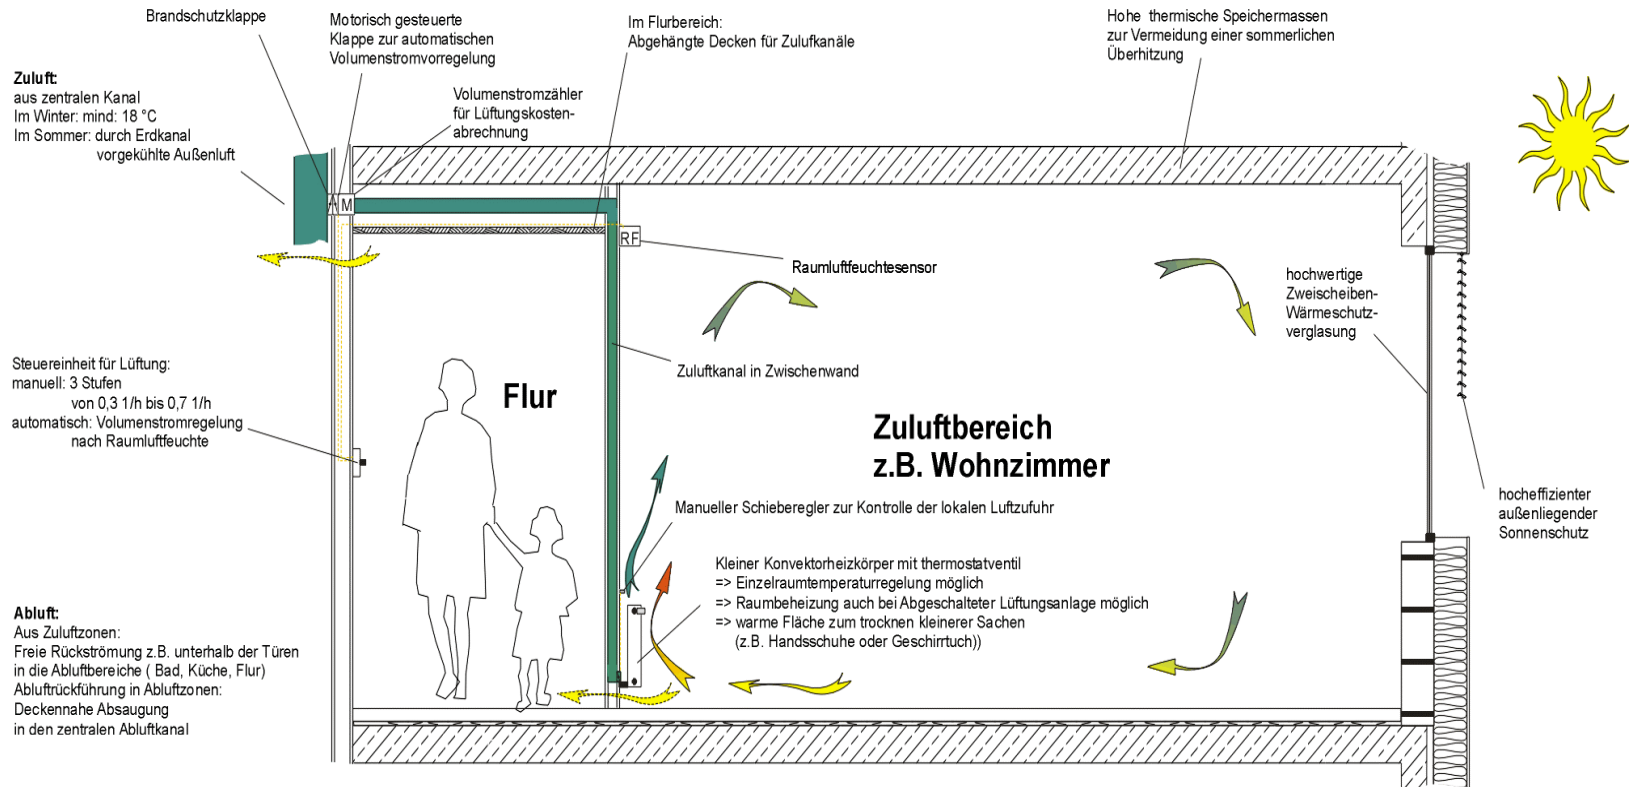 Brandschutzklappe
Motorisch gesteuerte
Klappe zur automatischen
Volumenstromvorregelung
Im Flurbereich:
Abgehängte Decken für Zulufkanäle
Hohe thermische Speichermassen
zur Vermeidung einer sommerlichen
Überhitzung
Zuluft:
aus zentralen Kanal
Im Winter: mind: 18 °C
Im Sommer: durch Erdkanal
vorgekühlte Außenluft
Volumenstromzähler
für Lüftungskosten-
abrechnung
M
RF
Raumluftfeuchtesensor
hochwertige
Zweischeiben-
Wärmeschutz-
verglasung
Steuereinheit für Lüftung:
manuell: 3 Stufen
von 0,3 1/h bis 0,7 1/h
automatisch: Volumenstromregelung
nach Raumluftfeuchte
Zuluftkanal in Zwischenwand
Flur
Zuluftbereich
z.B. Wohnzimmer
Manueller Schieberegler zur Kontrolle der lokalen Luftzufuhr
hocheffizienter
außenliegender
Sonnenschutz
Kleiner Konvektorheizkörper mit thermostatventil
=> Einzelraumtemperaturregelung möglich
=> Raumbeheizung auch bei Abgeschalteter Lüftungsanlage möglich
=> warme Fläche zum trocknen kleinerer Sachen
(z.B. Handsschuhe oder Geschirrtuch))
Abluft:
Aus Zuluftzonen:
Freie Rückströmung z.B. unterhalb der Türen
in die Abluftbereiche ( Bad, Küche, Flur)
Abluftrückführung in Abluftzonen:
Deckennahe Absaugung
in den zentralen Abluftkanal